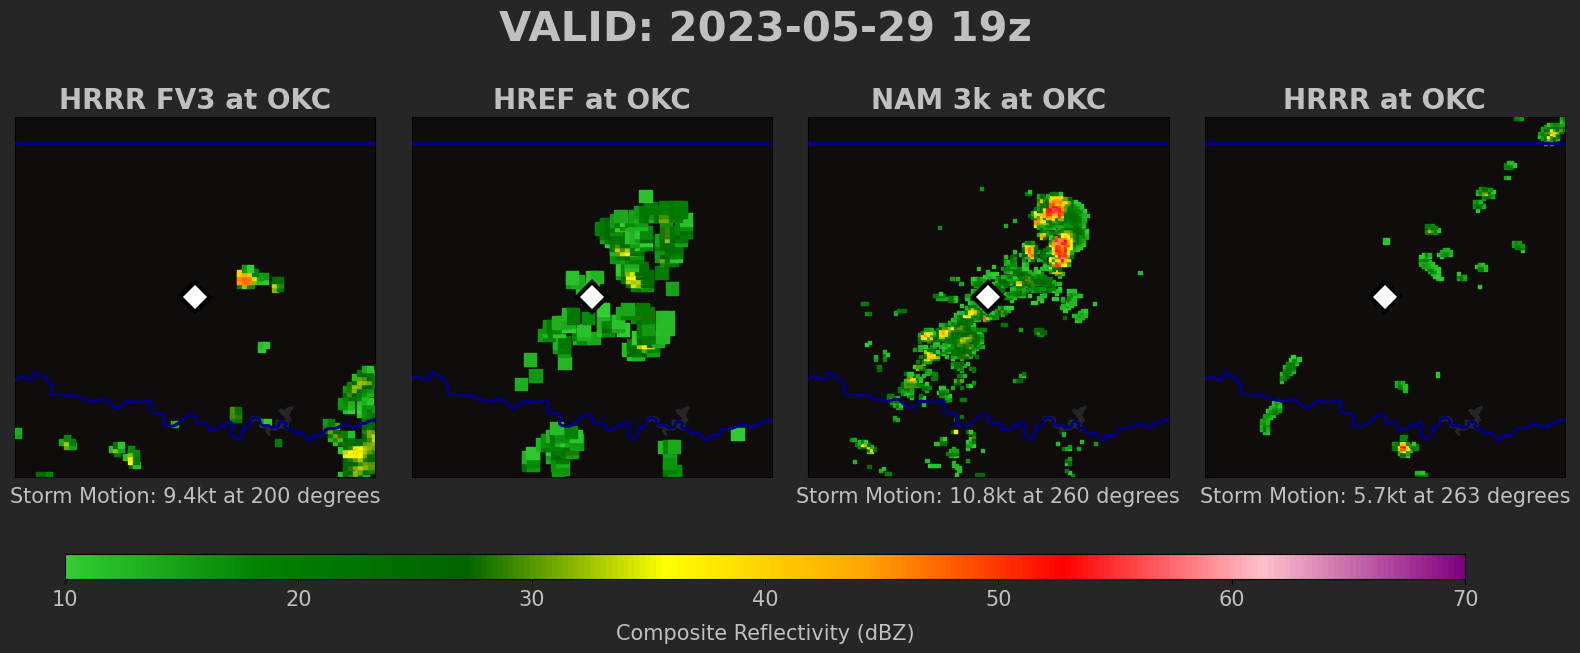 VALID: 2023-05-29 19z
HRRR FV3 at OKC
HREF at OKC
NAM 3k at OKC
HRRR at OKC
Storm Motion: 9.4kt at 200 degrees
Storm Motion: 10.8kt at 260 degrees
Storm Motion: 5.7kt at 263 degrees
10 20 30 40 50 60 70
Composite Reflectivity (dBZ)